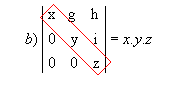 x g h
b) 0 y i = x.y.z
0 0 z